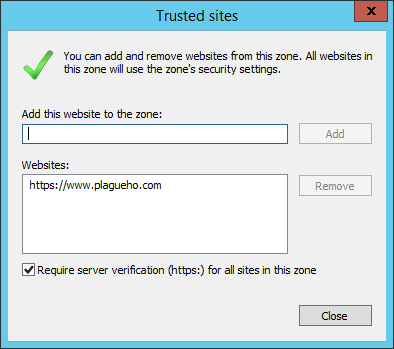 Trusted sites
You can add and remove websites from this zone. All websites in
this zone will use the zone's security settings.
Add this website to the zone:
Add
Websites:
https://www.plagueho.com
Remove
Require server verification (https:) for all sites in this zone
Close